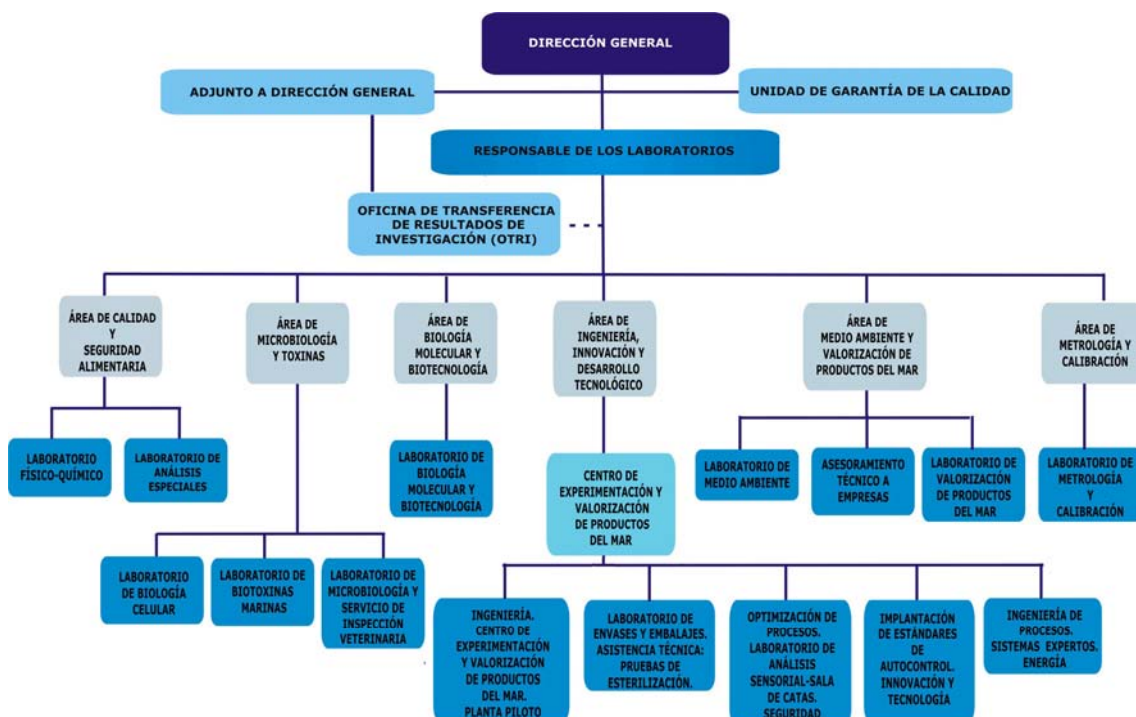 DIRECCIÓN GENERAL
ADJUNTO A DIRECCIÓN GENERAL
UNIDAD DE GARANTÍA DE LA CALIDAD
RESPONSABLE DE LOS LABORATORIOS
OFICINA DE TRANSFERENCIA
DE RESULTADOS DE
INVESTIGACIÓN (OTRI)
ÁREA DE CALIDAD
Y
SEGURIDAD
ALIMENTARIA
ÁREA DE
MICROBIOLOGÍA
Y TOXINAS
ÁREA DE
BIOLOGÍA
MOLECULAR Y
BIOTECNOLOGÍA
ÁREA DE
INGENIERÍA,
INNOVACIÓN Y
DESARROLLO
TECNOLÓGICO
ÁREA DE
MEDIO AMBIENTE Y
VALORIZACIÓN DE
PRODUCTOS DEL MAR
ÁREA DE
METROLOGÍA Y
CALIBRACIÓN
LABORATORIO
FÍSICO-QUÍMICO
LABORATORIO DE
ANÁLISIS
ESPECIALES
LABORATORIO DE
BIOLOGÍA
MOLECULAR Y
BIOTECNOLOGÍA
CENTRO DE
EXPERIMENTACIÓN Y
VALORIZACIÓN
DE PRODUCTOS
DEL MAR
LABORATORIO DE
MEDIO AMBIENTE
ASESORAMIENTO
TÉCNICO A
EMPRESAS
LABORATORIO DE
VALORIZACIÓN
DE PRODUCTOS
DEL MAR
LABORATORIO DE
METROLOGÍA
Y
CALIBRACIÓN
LABORATORIO
DE BIOLOGÍA
CELULAR
LABORATORIO DE
BIOTOXINAS
MARINAS
LABORATORIO DE
MICROBIOLOGÍA Y
SERVICIO DE
INSPECCIÓN
VETERINARIA
INGENIERÍA.
CENTRO DE
EXPERIMENTACIÓN
Y VALORIZACIÓN
DE PRODUCTOS
DEL MAR.
PLANTA PILOTO
LABORATORIO DE
ENVASES Y EMBALAJES.
ASISTENCIA TÉCNICA:
PRUEBAS DE
ESTERILIZACIÓN.
OPTIMIZACIÓN DE
PROCESOS.
LABORATORIO DE
ANÁLISIS
SENSORIAL-SALA
DE CATAS.
SEGURIDAD
IMPLANTACIÓN
DE ESTÁNDARES
DE
AUTOCONTROL.
INNOVACIÓN Y
TECNOLOGÍA
INGENIERÍA DE
PROCESOS.
SISTEMAS EXPERTOS.
ENERGÍA